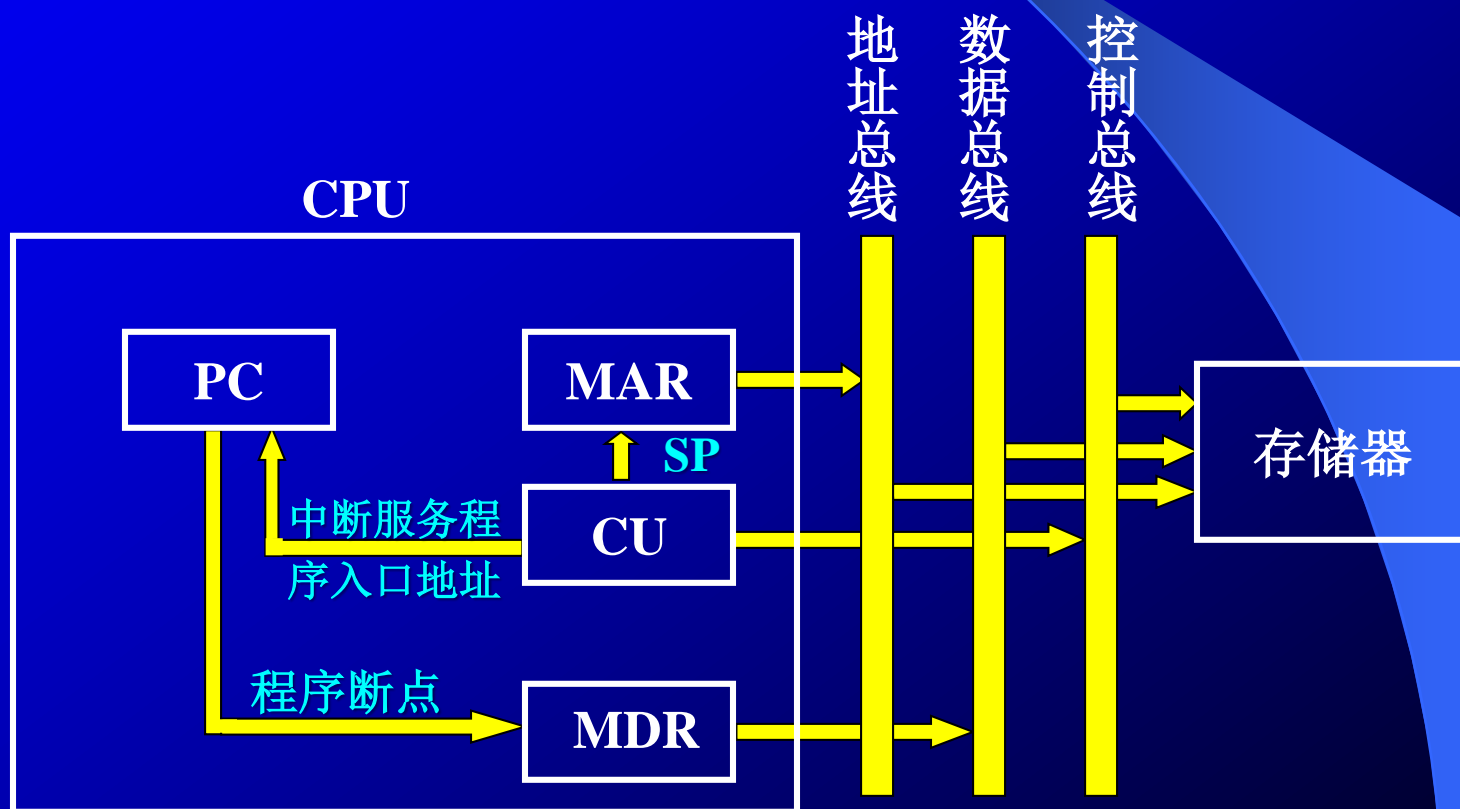 地址总线
数据总线
控制总线
CPU
PC
MAR
SP
存储器
中断服务程
序入口地址
CU
程序断点
MDR